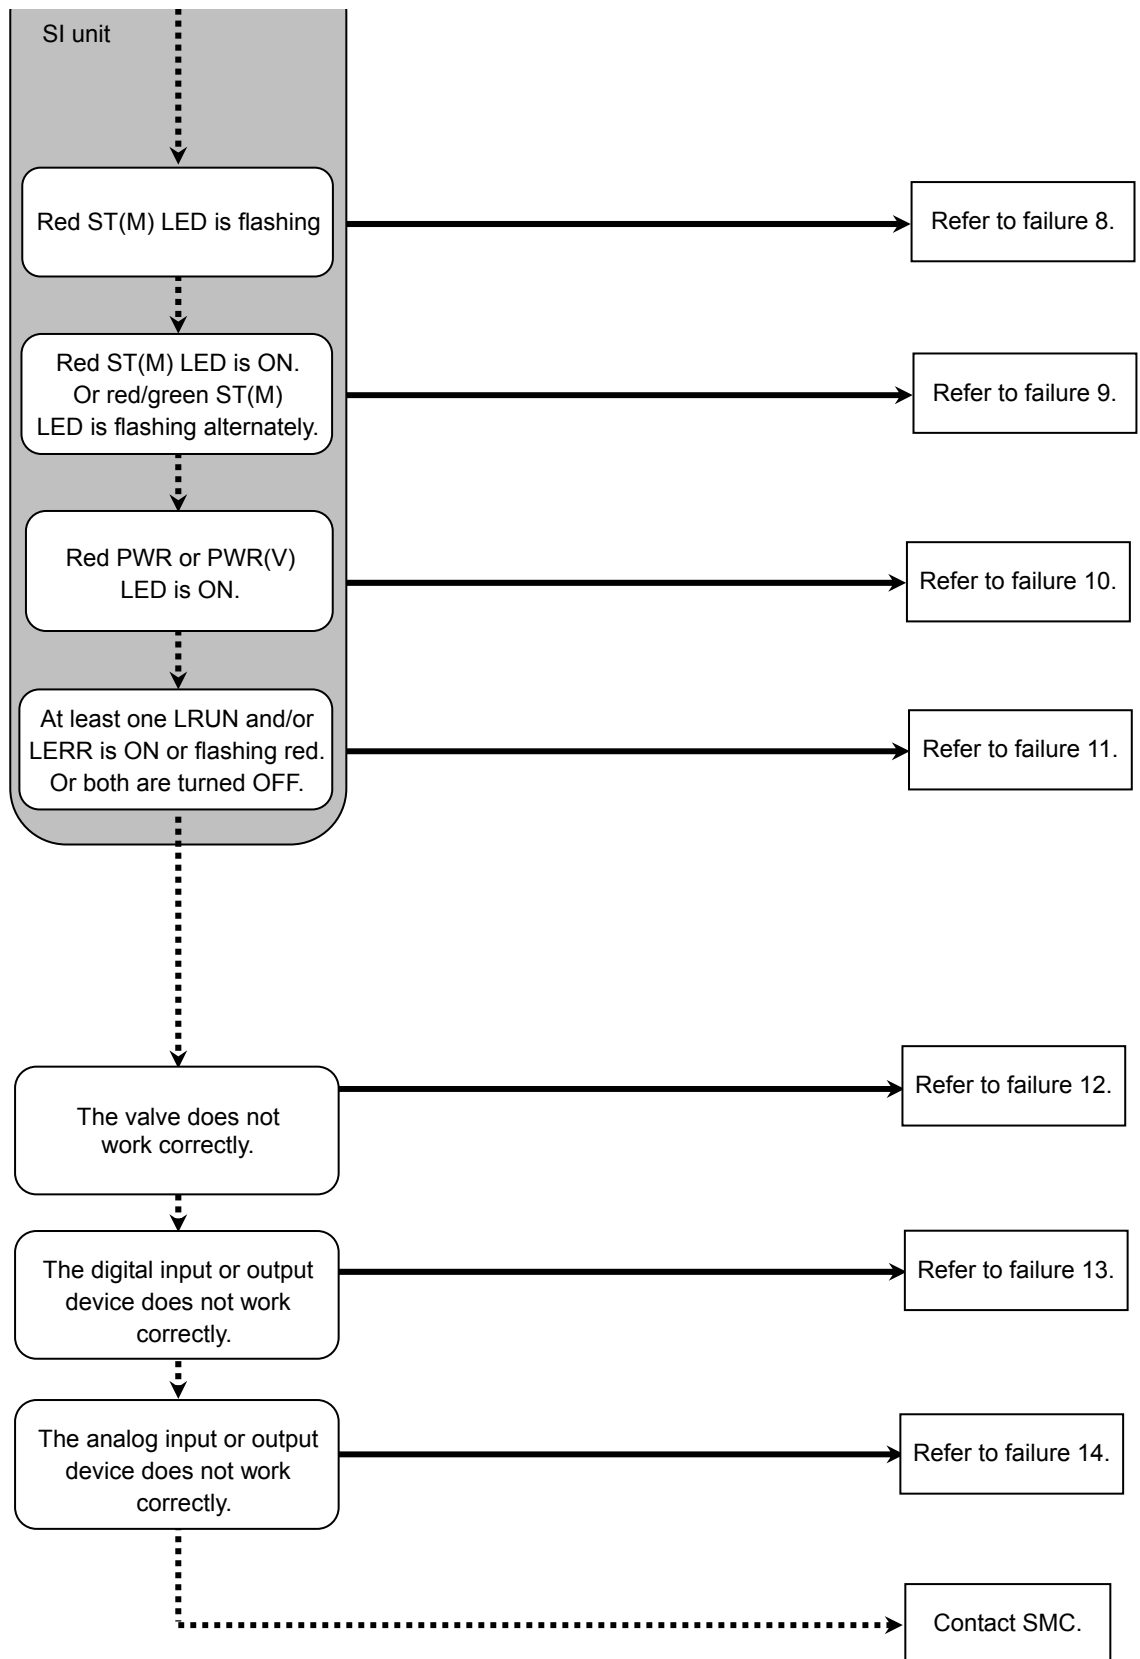 SI unit
Red ST(M) LED is flashing
Refer to failure 8.
Red ST(M) LED is ON.
Or red/green ST(M)
LED is flashing alternately.
Refer to failure 9.
Red PWR or PWR(V)
LED is ON.
Refer to failure 10.
At least one LRUN and/or
LERR is ON or flashing red.
Or both are turned OFF.
Refer to failure 11.
The valve does not
work correctly.
Refer to failure 12.
The digital input or output
device does not work
correctly.
Refer to failure 13.
The analog input or output
device does not work
correctly.
Refer to failure 14.
Contact SMC.